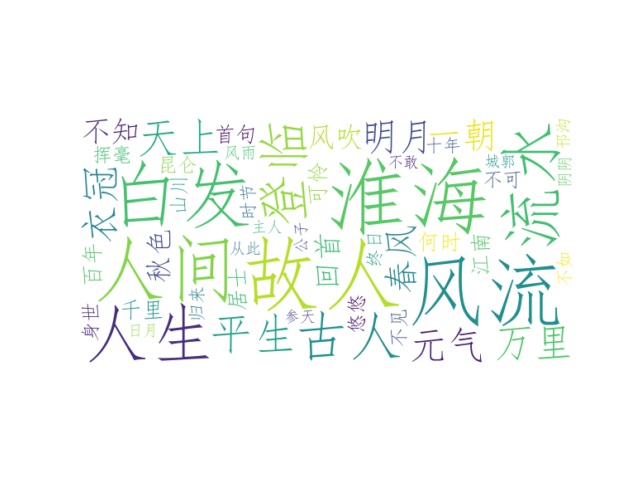 不知
天上
首句
临
风吹
明月
一朝
水
祁沟
挥毫
昆仑
风雨
十年
不敢
城郭
阴阴
衣冠
白发
登
可怜
淮海
不可
流
山川
时节
百年
人间
秋色
主人
公子
故人
从此
回首
终日
春风
何时
江南
不如
风流
居士
千里
归来
身世
日月
人生
平生
参天
古人
悠悠
不见
元气
万里